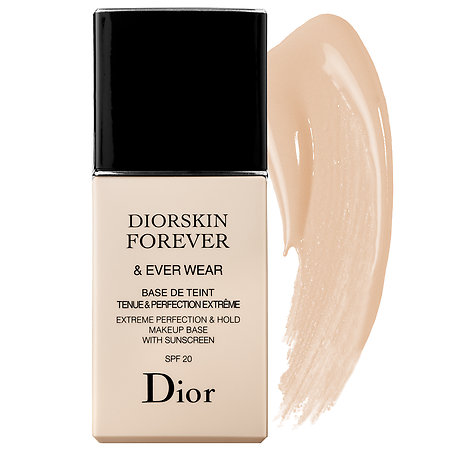 DIORSKIN
FOREVER
& EVER WEAR
BASE DE TEINT
TENUE & PERFECTION EXTRÊME
EXTREME PERFECTION & HOLD
MAKEUP BASE
WITH SUNSCREEN
SPF 20
Dior